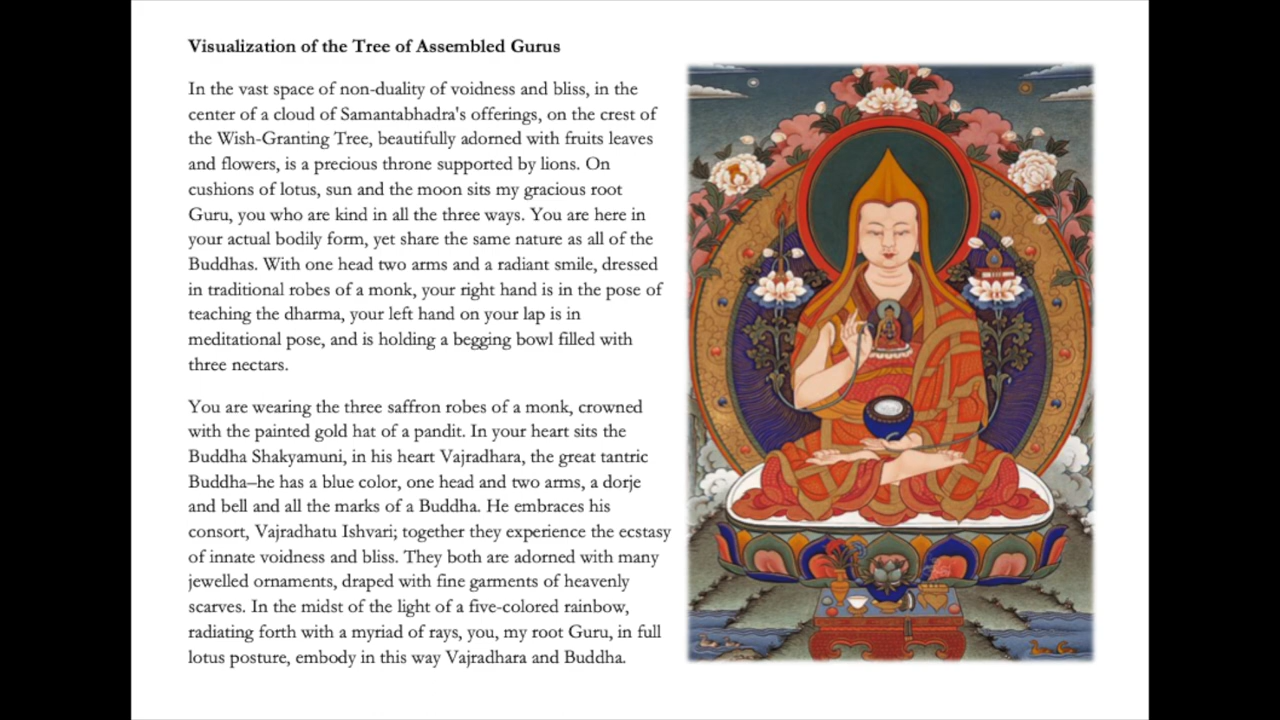 Visualization of the Tree of Assembled Gurus
In the vast space of non-duality of voidness and bliss, in the
center of a cloud of Samantabhadra's offerings, on the crest of
the Wish-Granting Tree, beautifully adorned with fruits leaves
and flowers, is a precious throne supported by lions. On
cushions of lotus, sun and the moon sits my gracious root
Guru, you who are kind in all the three ways. You are here in
your actual bodily form, yet share the same nature as all of the
Buddhas. With one head two arms and a radiant smile, dressed
in traditional robes of a monk, your right hand is in the pose of
teaching the dharma, your left hand on your lap is in
meditational pose, and is holding a begging bowl filled with
three nectars.
You are wearing the three saffron robes of a monk, crowned
with the painted gold hat of a pandit. In your heart sits the
Buddha Shakyamuni, in his heart Vajradhara, the great tantric
Buddha—he has a blue color, one head and two arms, a dorje
and bell and all the marks of a Buddha. He embraces his
consort, Vajradhatu Ishvari; together they experience the ecstasy
of innate voidness and bliss. They both are adorned with many
jewelled ornaments, draped with fine garments of heavenly
scarves. In the midst of the light of a five-colored rainbow,
radiating forth with a myriad of rays, you, my root Guru, in full
lotus posture, embody in this way Vajradhara and Buddha.